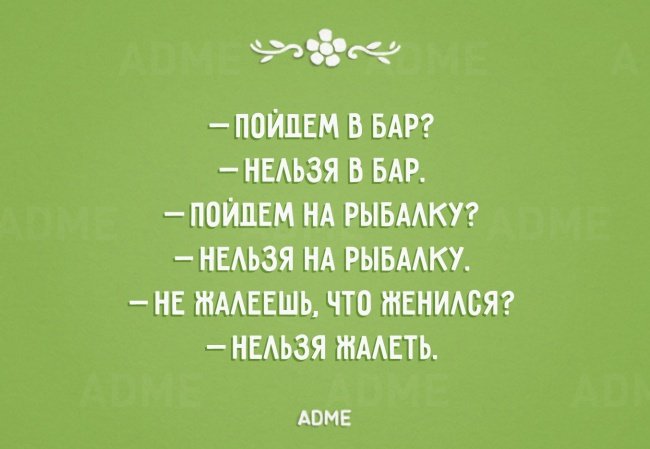 – ПОЙДЕМ В БАР?
– НЕЛЬЗЯ В БАР.
– ПОЙДЕМ НА РЫБАЛКУ?
– НЕЛЬЗЯ НА РЫБАЛКУ.
– НЕ ЖАЛЕЕШЬ, ЧТО ЖЕНИЛСЯ?
– НЕЛЬЗЯ ЖАЛЕТЬ.
ADME